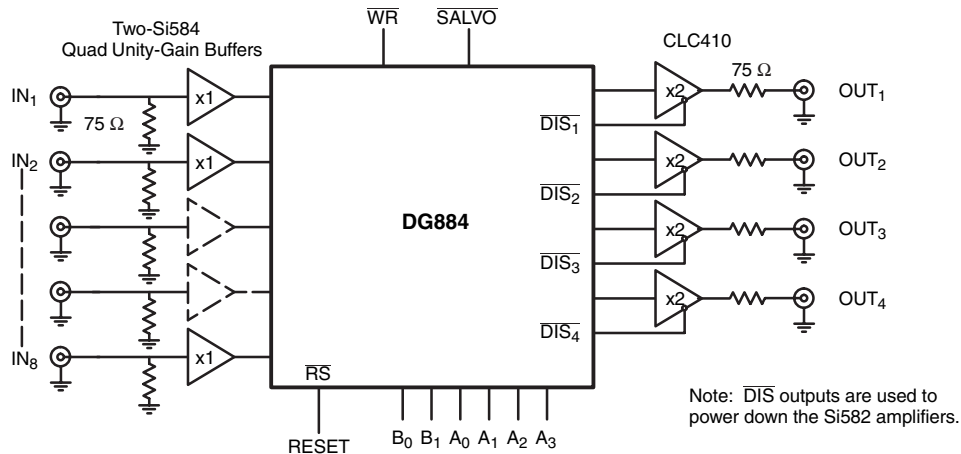 WR
SALVO
Two-Si584
Quad Unity-Gain Buffers
CLC410
IN1
75 Ω
x1
x2
75 Ω
OUT1
DIS1
IN2
x1
x2
OUT2
DIS2
DG884
x2
OUT3
DIS3
x2
OUT4
DIS4
IN8
x1
RS
Note: DIS outputs are used to
power down the Si582 amplifiers.
RESET
B0 B1 A0 A1 A2 A3